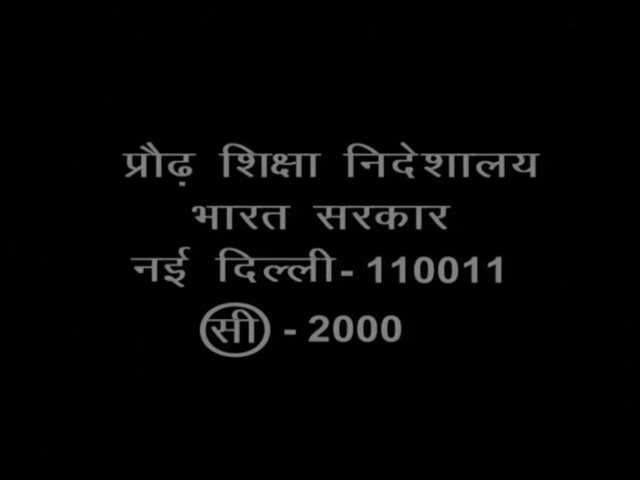 प्रौढ़ शिक्षा निदेशालय
भारत सरकार
नई दिल्ली - 110011
सी - 2000